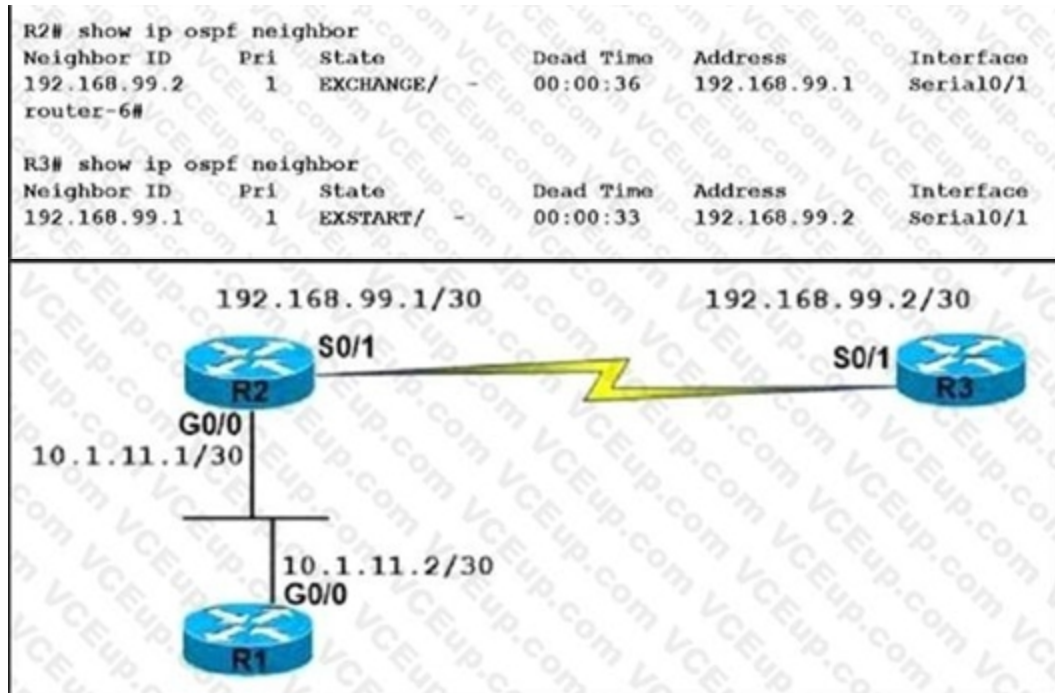 R2# show ip ospf neighbor
Neighbor ID Pri State Dead Time Address Interface
192.168.99.2 1 EXCHANGE/ - 00:00:36 192.168.99.1 Serial0/1
router-6#
R3# show ip ospf neighbor
Neighbor ID Pri State Dead Time Address Interface
192.168.99.1 1 EXSTART/ - 00:00:33 192.168.99.2 Serial0/1
192.168.99.1/30 192.168.99.2/30
S0/1 S0/1
R2 R3
G0/0
10.1.11.1/30
10.1.11.2/30
G0/0
R1
VCEup.com